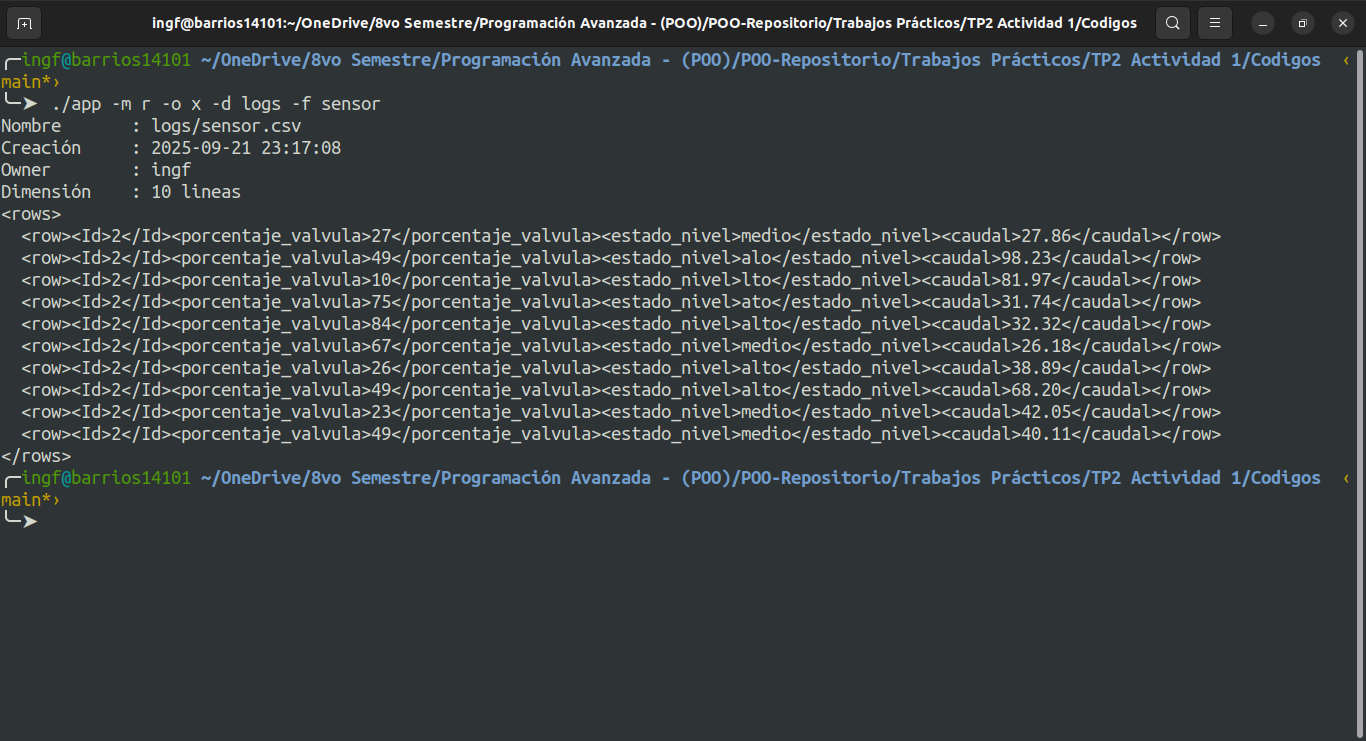 ingf@barrios14101:~/OneDrive/8vo Semestre/Programación Avanzada - (POO)/POO-Repositorio/Trabajos Prácticos/TP2 Actividad 1/Codigos
╭─ingf@barrios14101 ~/OneDrive/8vo Semestre/Programación Avanzada - (POO)/POO-Repositorio/Trabajos Prácticos/TP2 Actividad 1/Codigos  ‹
main*›
╰─➤ ./app -m r -o x -d logs -f sensor
Nombre       : logs/sensor.csv
Creación     : 2025-09-21 23:17:08
Owner        : ingf
Dimensión    : 10 lineas
<rows>
  <row><Id>2</Id><porcentaje_valvula>27</porcentaje_valvula><estado_nivel>medio</estado_nivel><caudal>27.86</caudal></row>
  <row><Id>2</Id><porcentaje_valvula>49</porcentaje_valvula><estado_nivel>alo</estado_nivel><caudal>98.23</caudal></row>
  <row><Id>2</Id><porcentaje_valvula>10</porcentaje_valvula><estado_nivel>lto</estado_nivel><caudal>81.97</caudal></row>
  <row><Id>2</Id><porcentaje_valvula>75</porcentaje_valvula><estado_nivel>ato</estado_nivel><caudal>31.74</caudal></row>
  <row><Id>2</Id><porcentaje_valvula>84</porcentaje_valvula><estado_nivel>alto</estado_nivel><caudal>32.32</caudal></row>
  <row><Id>2</Id><porcentaje_valvula>67</porcentaje_valvula><estado_nivel>medio</estado_nivel><caudal>26.18</caudal></row>
  <row><Id>2</Id><porcentaje_valvula>26</porcentaje_valvula><estado_nivel>alto</estado_nivel><caudal>38.89</caudal></row>
  <row><Id>2</Id><porcentaje_valvula>49</porcentaje_valvula><estado_nivel>alto</estado_nivel><caudal>68.20</caudal></row>
  <row><Id>2</Id><porcentaje_valvula>23</porcentaje_valvula><estado_nivel>medio</estado_nivel><caudal>42.05</caudal></row>
  <row><Id>2</Id><porcentaje_valvula>49</porcentaje_valvula><estado_nivel>medio</estado_nivel><caudal>40.11</caudal></row>
</rows>
╭─ingf@barrios14101 ~/OneDrive/8vo Semestre/Programación Avanzada - (POO)/POO-Repositorio/Trabajos Prácticos/TP2 Actividad 1/Codigos  ‹
main*›
╰─➤